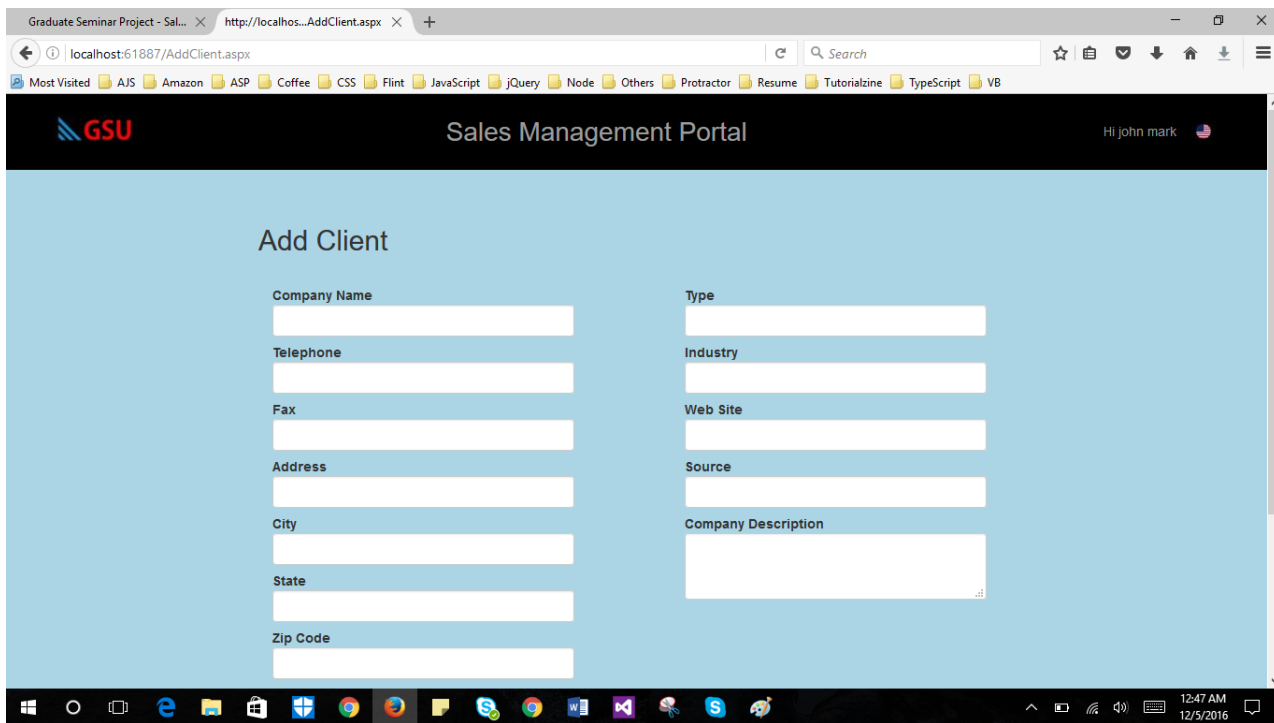 Graduate Seminar Project - Sal...
http://localhos...AddClient.aspx
localhost:61887/AddClient.aspx
Search
Most Visited AJS Amazon ASP Coffee CSS Flint JavaScript jQuery Node Others Protractor Resume Tutorialzine TypeScript VB
GSU
Sales Management Portal
Hi john mark
Add Client
Company Name
Type
Telephone
Industry
Fax
Web Site
Address
Source
City
Company Description
State
Zip Code
12:47 AM
12/5/2016